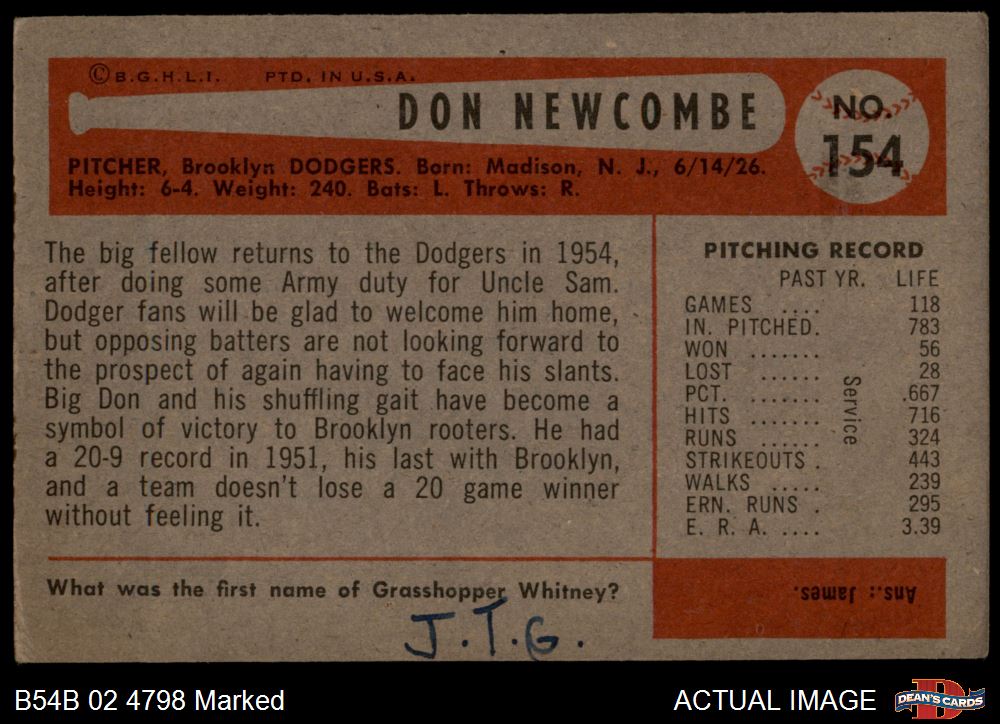 © B.G.H.L.I. PTD. IN U.S.A.
DON NEWCOMBE
NO.
154
PITCHER, Brooklyn DODGERS. Born: Madison, N. J., 6/14/26.
Height: 6-4. Weight: 240. Bats: L. Throws: R.
The big fellow returns to the Dodgers in 1954,
after doing some Army duty for Uncle Sam.
Dodger fans will be glad to welcome him home,
but opposing batters are not looking forward to
the prospect of again having to face his slants.
Big Don and his shuffling gait have become a
symbol of victory to Brooklyn rooters. He had
a 20-9 record in 1951, his last with Brooklyn,
and a team doesn't lose a 20 game winner
without feeling it.
PITCHING RECORD
PAST YR. LIFE
GAMES .... 118
IN. PITCHED. 783
WON ....... 56
LOST ...... 28
PCT. ....... .667
HITS ....... 716
RUNS ...... 324
STRIKEOUTS . 443
WALKS ..... 239
ERN. RUNS . 295
E. R. A. .... 3.39
Service
What was the first name of Grasshopper Whitney?
Ans.: James.
J.T.G.
B54B 02 4798 Marked
ACTUAL IMAGE
D
DEAN'S CARDS